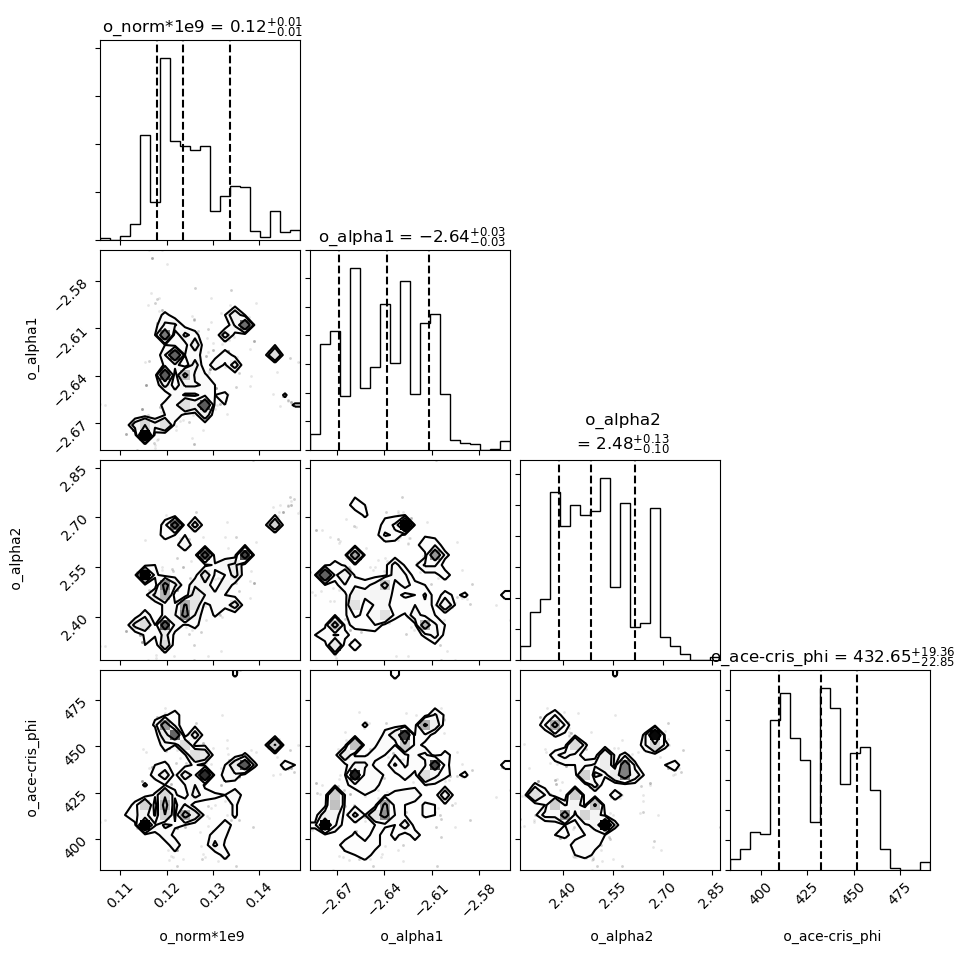 o_norm*1e9 = 0.12+0.01−0.01
o_alpha1 = −2.64+0.03−0.03
o_alpha1
−2.58
−2.61
−2.64
−2.67
o_alpha2
= 2.48+0.13−0.10
o_alpha2
2.85
2.70
2.55
2.40
o_ace-cris_phi = 432.65+19.36−22.85
o_ace-cris_phi
475
450
425
400
0.11 0.12 0.13 0.14
−2.67 −2.64 −2.61 −2.58
2.40 2.55 2.70 2.85
400 425 450 475
o_norm*1e9 o_alpha1 o_alpha2 o_ace-cris_phi